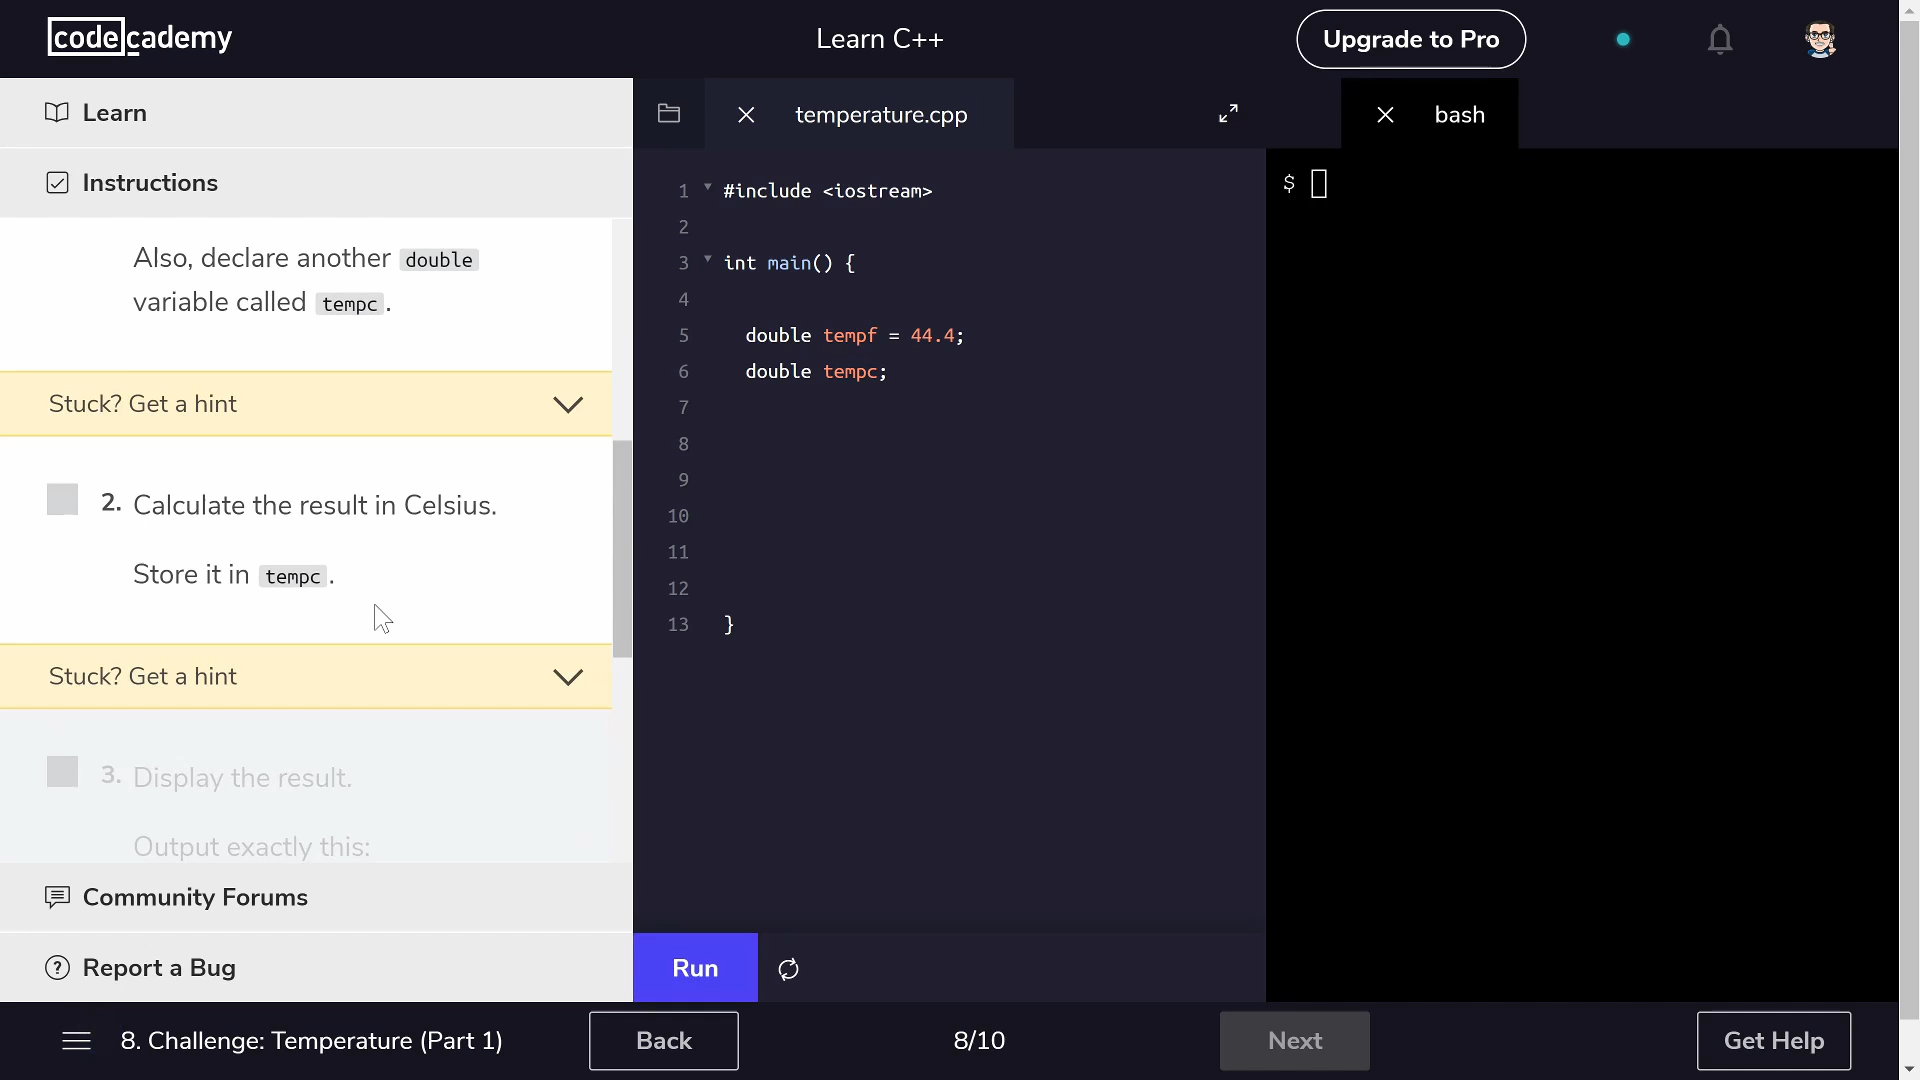 codecademy
Learn C++
Upgrade to Pro
Learn
Instructions
Also, declare another double
variable called tempc.
Stuck? Get a hint
2. Calculate the result in Celsius.
Store it in tempc.
Stuck? Get a hint
3. Display the result.
Output exactly this:
Community Forums
Report a Bug
temperature.cpp
1 #include <iostream>
2
3 int main() {
4
5 double tempf = 44.4;
6 double tempc;
7
8
9
10
11
12
13 }
Run
bash
$
8. Challenge: Temperature (Part 1)
Back
8/10
Next
Get Help